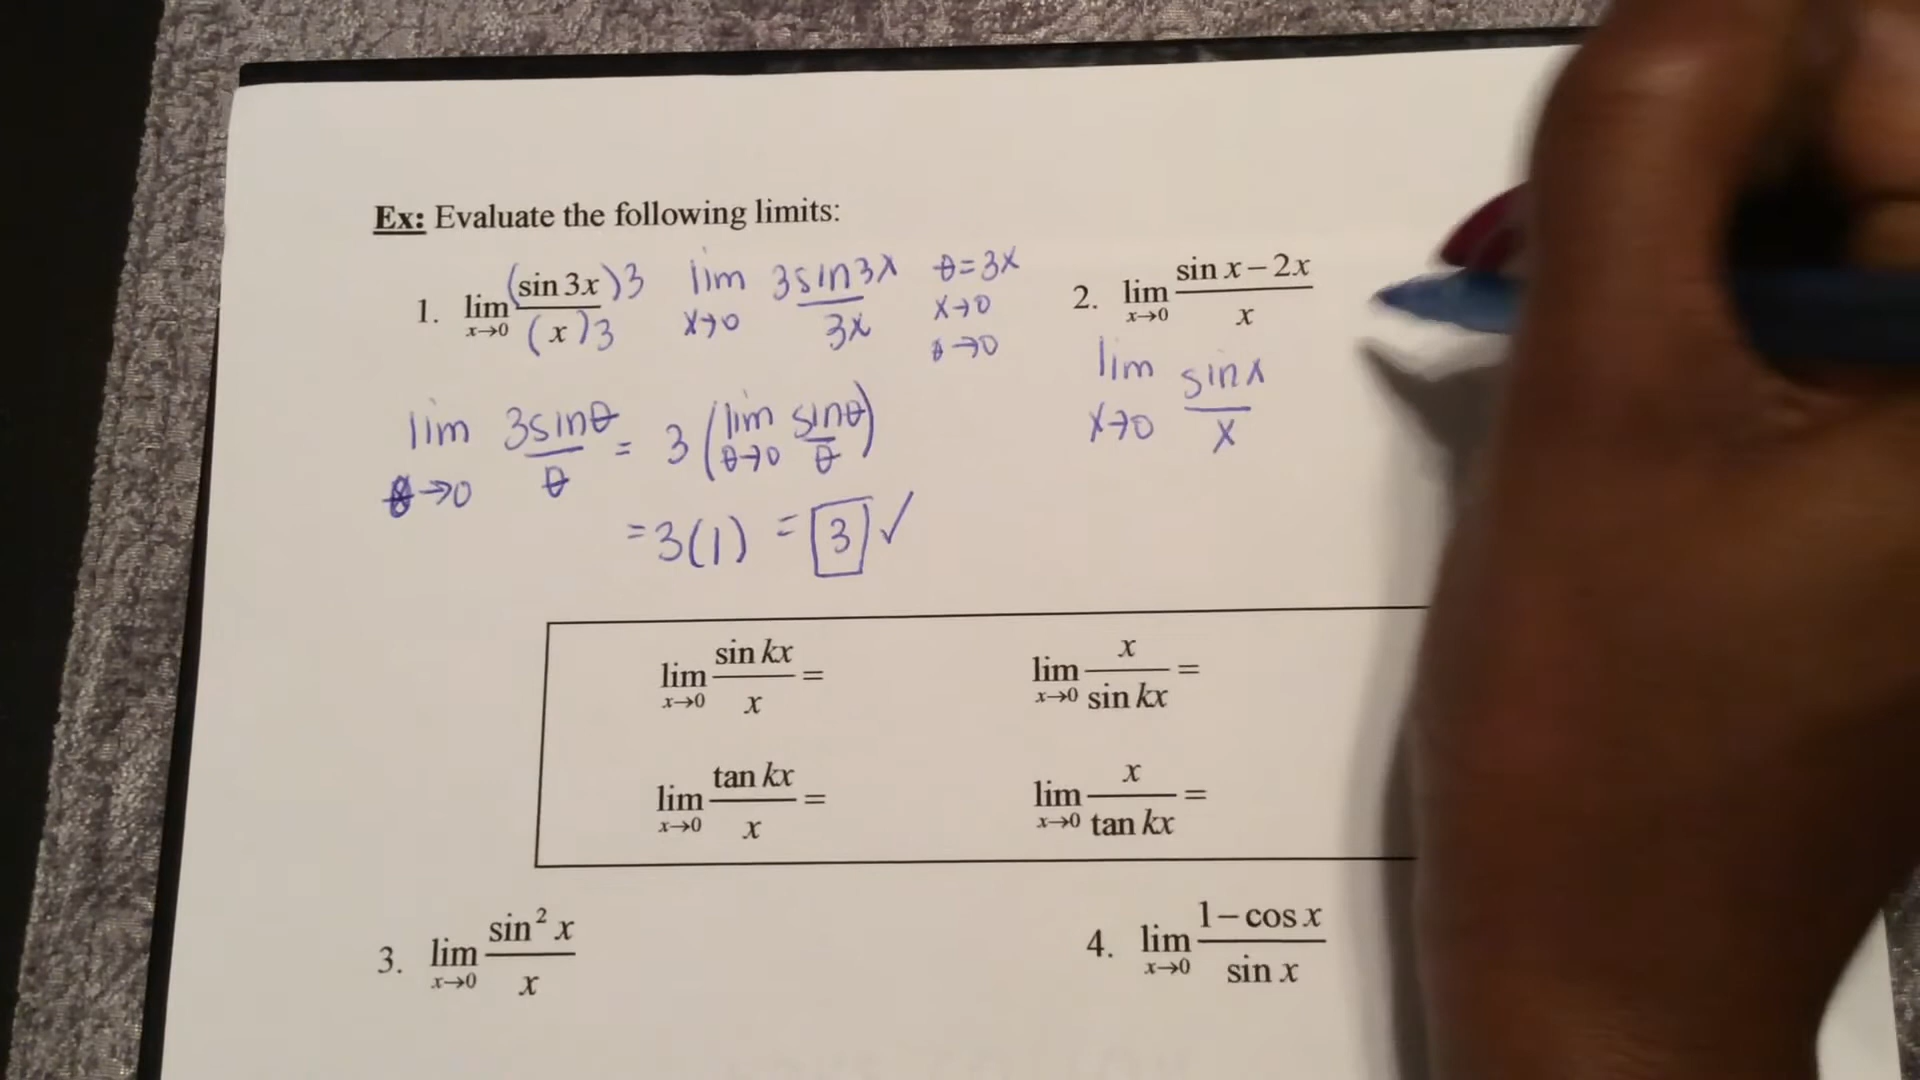 Ex: Evaluate the following limits:
1. lim x→0 (sin 3x)3 / (x)3
lim x→0 3sin3x / 3x
θ=3x
x→0
θ→0
lim θ→0 3sinθ / θ = 3 (lim θ→0 sinθ / θ)
=3(1) = 3 ✓
2. lim x→0 sin x − 2x / x
lim x→0 sinx / x
lim x→0 sin kx / x =
lim x→0 x / sin kx =
lim x→0 tan kx / x =
lim x→0 x / tan kx =
3. lim x→0 sin² x / x
4. lim x→0 1 − cos x / sin x